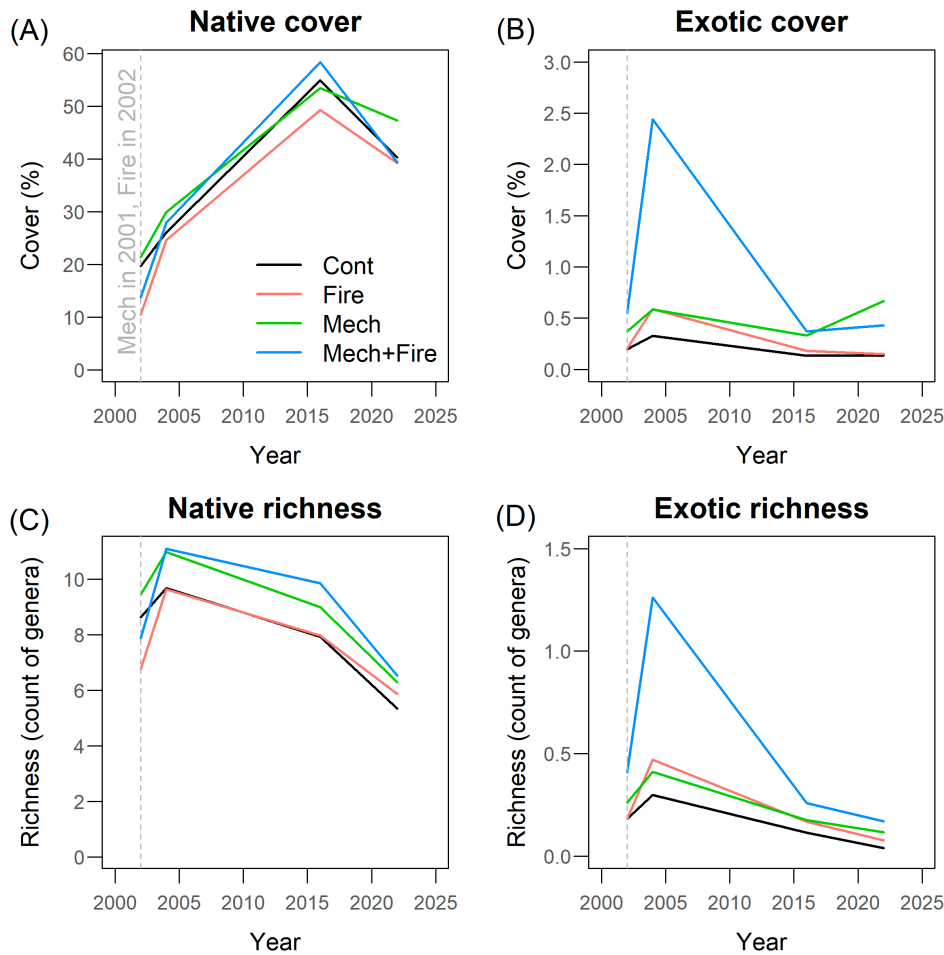 (A)
Native cover
Cover (%)
60
50
40
30
20
10
0
Mech in 2001, Fire in 2002
Cont
Fire
Mech
Mech+Fire
2000 2005 2010 2015 2020 2025
Year
(B)
Exotic cover
Cover (%)
3.0
2.5
2.0
1.5
1.0
0.5
0.0
2000 2005 2010 2015 2020 2025
Year
(C)
Native richness
Richness (count of genera)
10
8
6
4
2
0
2000 2005 2010 2015 2020 2025
Year
(D)
Exotic richness
Richness (count of genera)
1.5
1.0
0.5
0.0
2000 2005 2010 2015 2020 2025
Year